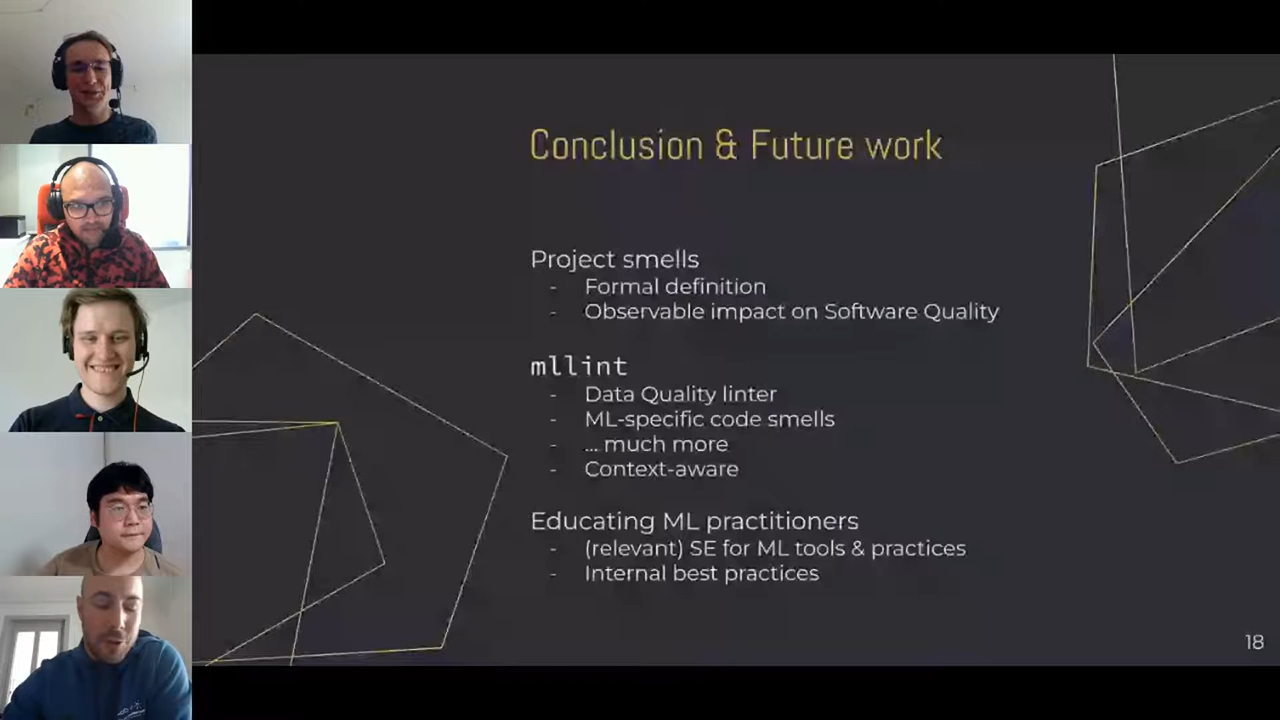 Conclusion & Future work
Project smells
- Formal definition
- Observable impact on Software Quality
mllint
- Data Quality linter
- ML-specific code smells
- ... much more
- Context-aware
Educating ML practitioners
- (relevant) SE for ML tools & practices
- Internal best practices
18